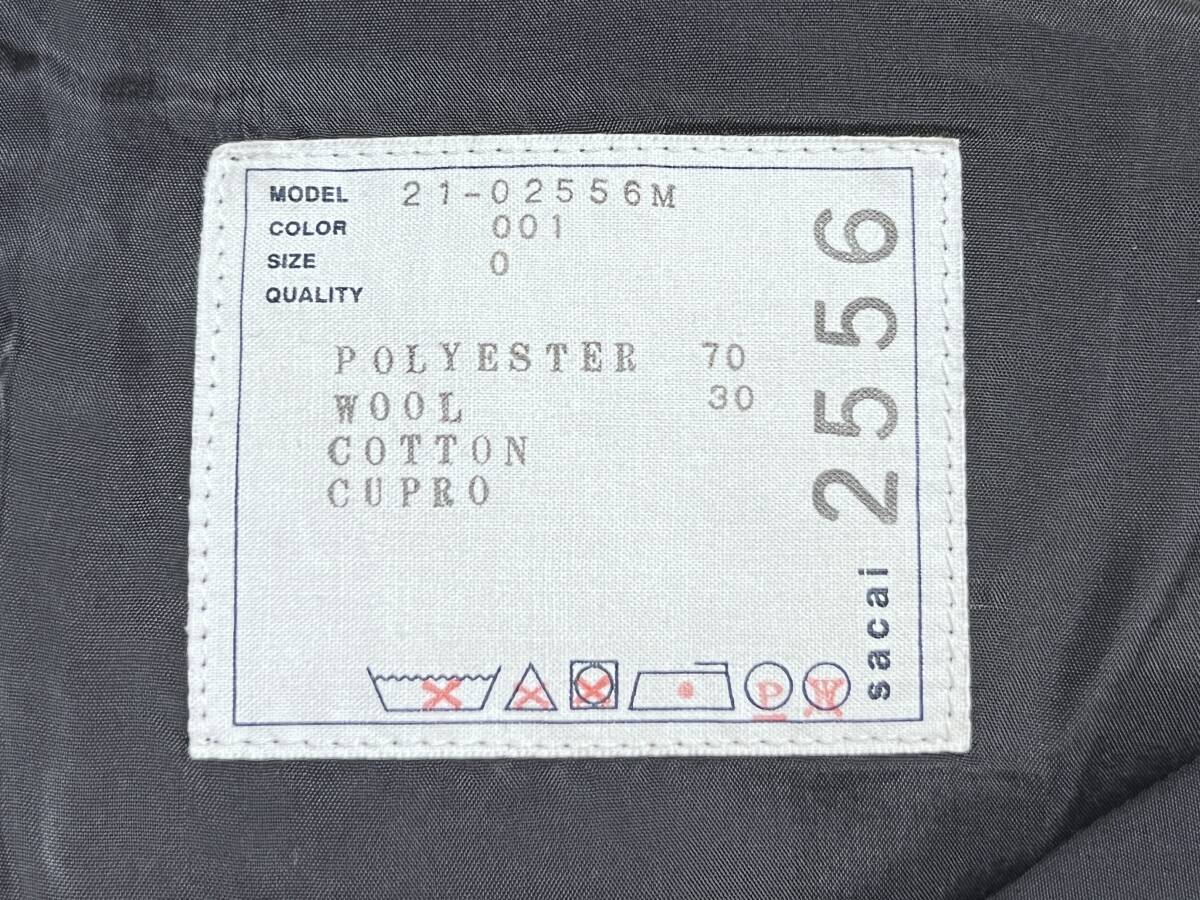 MODEL 21-02556M
COLOR 001
SIZE 0
QUALITY
POLYESTER 70
WOOL 30
COTTON
CUPRO
P W
sacai 2556